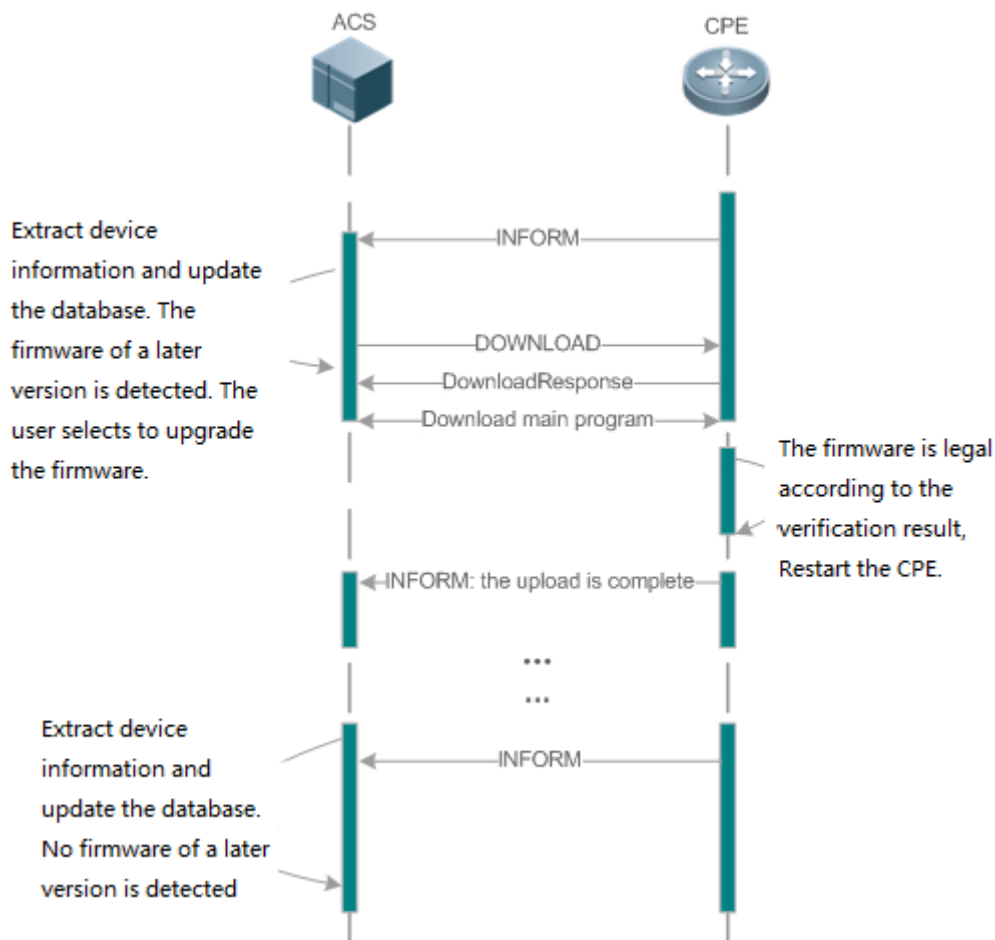 ACS
CPE
INFORM
Extract device
information and update
the database. The
firmware of a later
version is detected. The
user selects to upgrade
the firmware.
DOWNLOAD
DownloadResponse
Download main program
The firmware is legal
according to the
verification result,
Restart the CPE.
INFORM: the upload is complete
...
...
Extract device
information and
update the database.
No firmware of a later
version is detected
INFORM